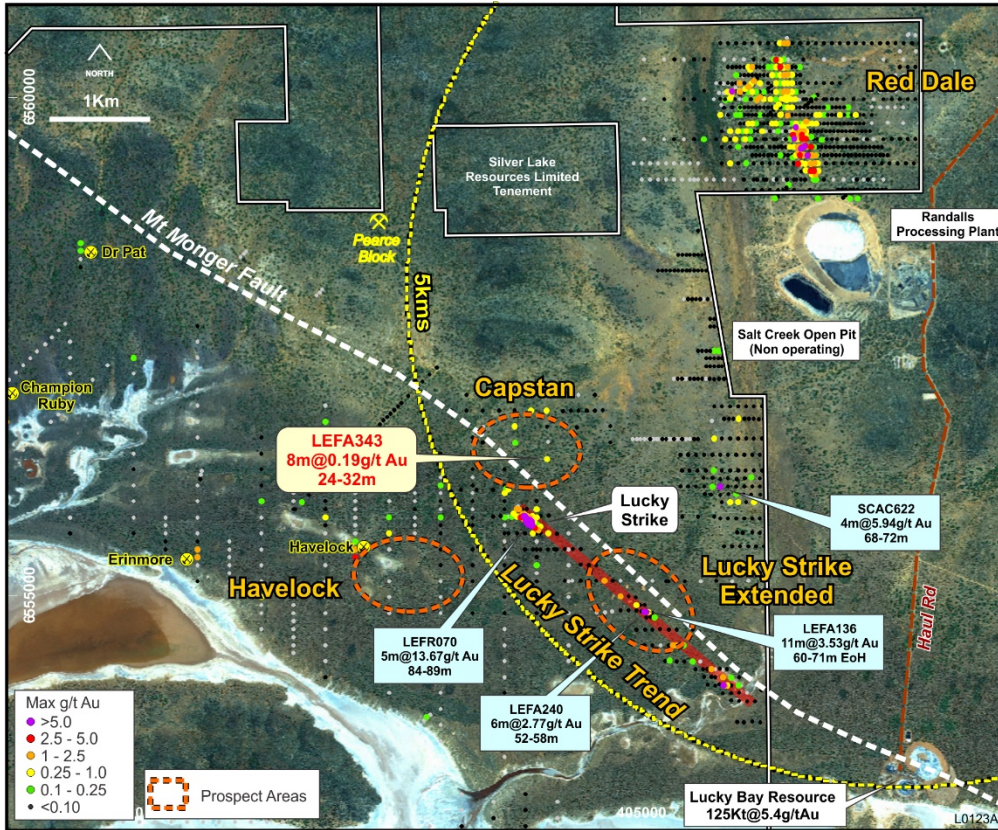 NORTH
1Km
6560000
6555000
405000
Red Dale
Silver Lake
Resources Limited
Tenement
Randalls
Processing Plant
Pearce
Block
Dr Pat
Mt Monger Fault
5kms
Salt Creek Open Pit
(Non operating)
Champion
Ruby
Capstan
LEFA343
8m@0.19g/t Au
24-32m
Lucky
Strike
SCAC622
4m@5.94g/t Au
68-72m
Erinmore
Havelock
Havelock
Lucky Strike
Extended
Lucky Strike Trend
Haul Rd
LEFR070
5m@13.67g/t Au
84-89m
LEFA136
11m@3.53g/t Au
60-71m EoH
LEFA240
6m@2.77g/t Au
52-58m
Max g/t Au
>5.0
2.5 - 5.0
1 - 2.5
0.25 - 1.0
0.1 - 0.25
<0.10
Prospect Areas
Lucky Bay Resource
125Kt@5.4g/tAu
L0123A